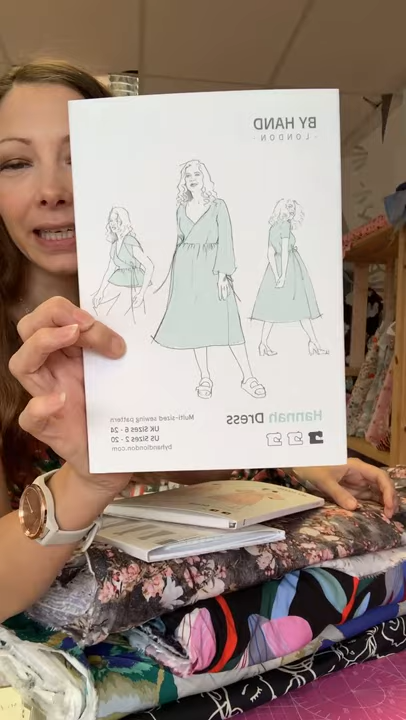 BY HAND
- LONDON -
Hannah Dress
Multi-sized sewing pattern
UK Sizes 6 - 24
US Sizes 2 - 20
byhandlondon.com